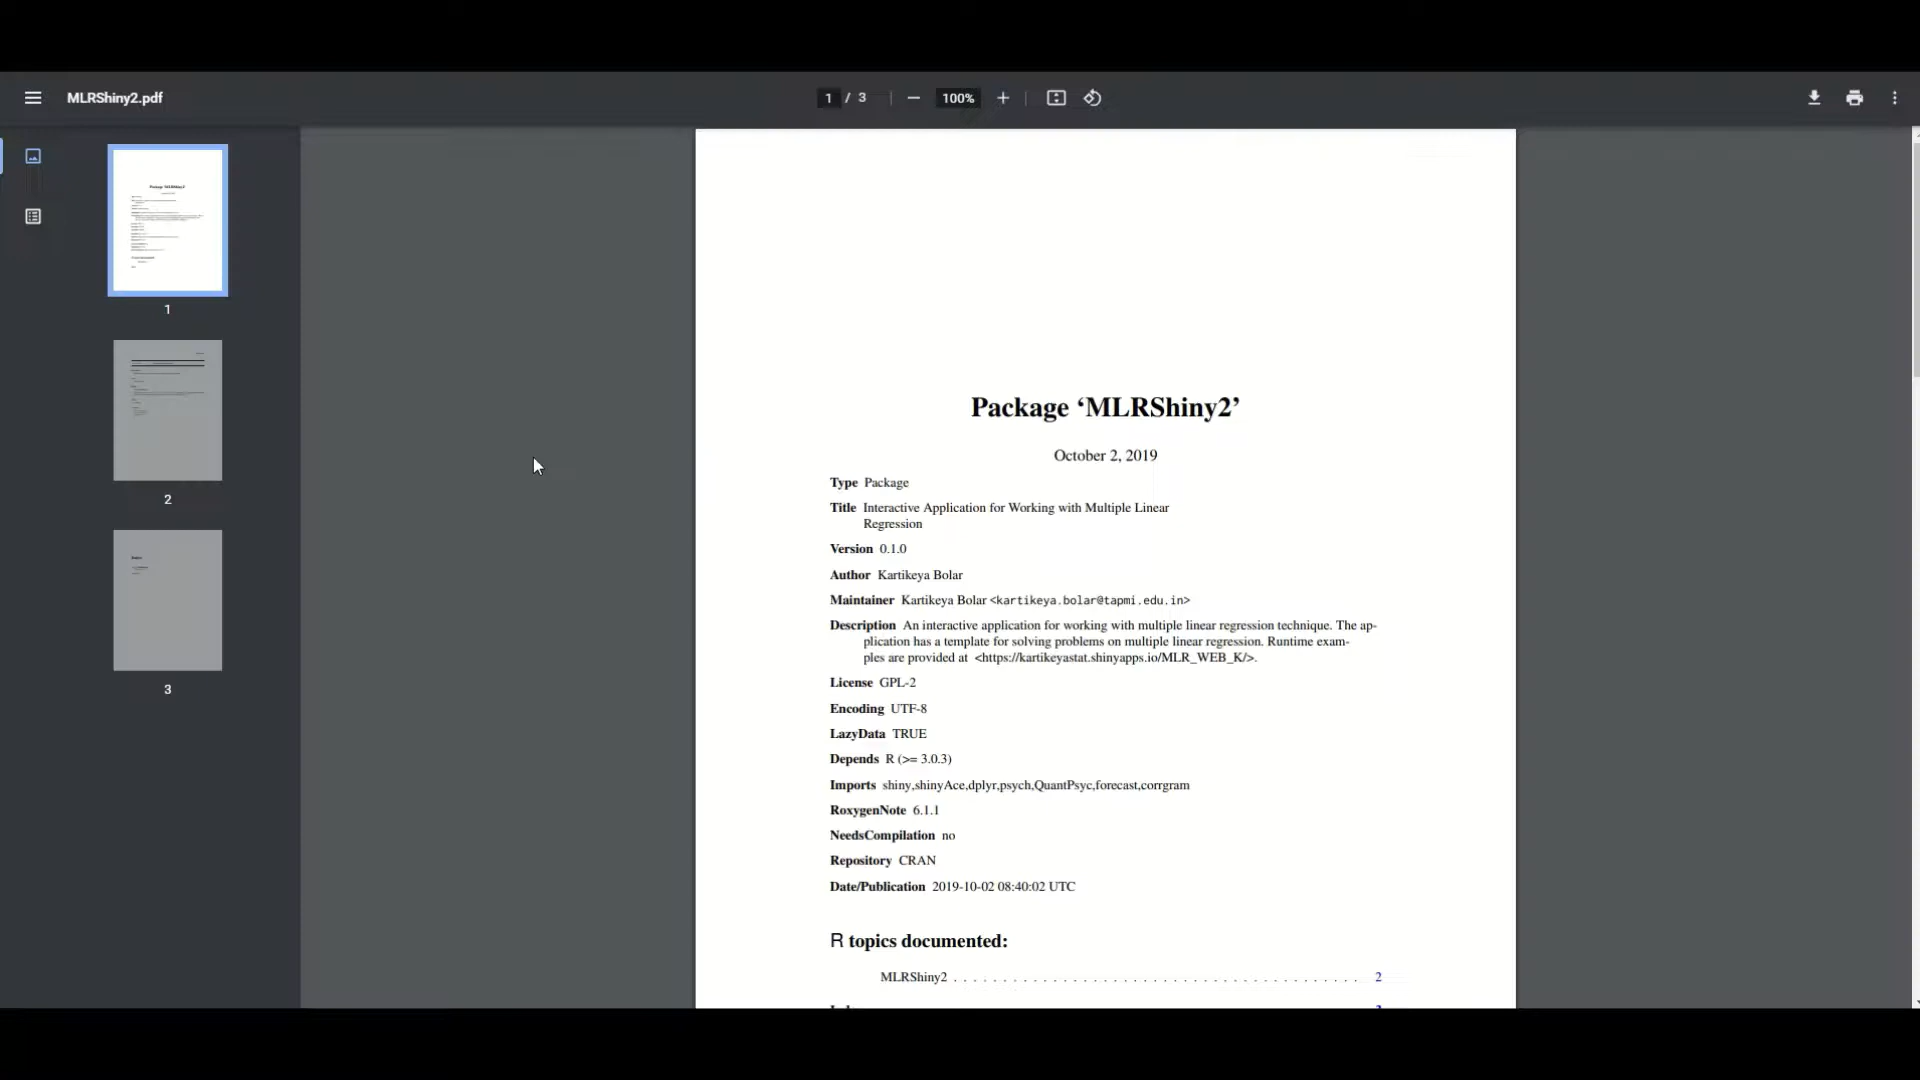 MLRShiny2.pdf
1 / 3
100%
1
2
3
Package ‘MLRShiny2’
October 2, 2019
Type Package
Title Interactive Application for Working with Multiple Linear
Regression
Version 0.1.0
Author Kartikeya Bolar
Maintainer Kartikeya Bolar <kartikeya.bolar@tapmi.edu.in>
Description An interactive application for working with multiple linear regression technique. The ap-
plication has a template for solving problems on multiple linear regression. Runtime exam-
ples are provided at <https://kartikeyastat.shinyapps.io/MLR_WEB_K/>.
License GPL-2
Encoding UTF-8
LazyData TRUE
Depends R (>= 3.0.3)
Imports shiny,shinyAce,dplyr,psych,QuantPsyc,forecast,corrgram
RoxygenNote 6.1.1
NeedsCompilation no
Repository CRAN
Date/Publication 2019-10-02 08:40:02 UTC
R topics documented:
MLRShiny2 . . . . . . . . . . . . . . . . . . . . . . . . . . . . . . . . . . . . . . . . . 2